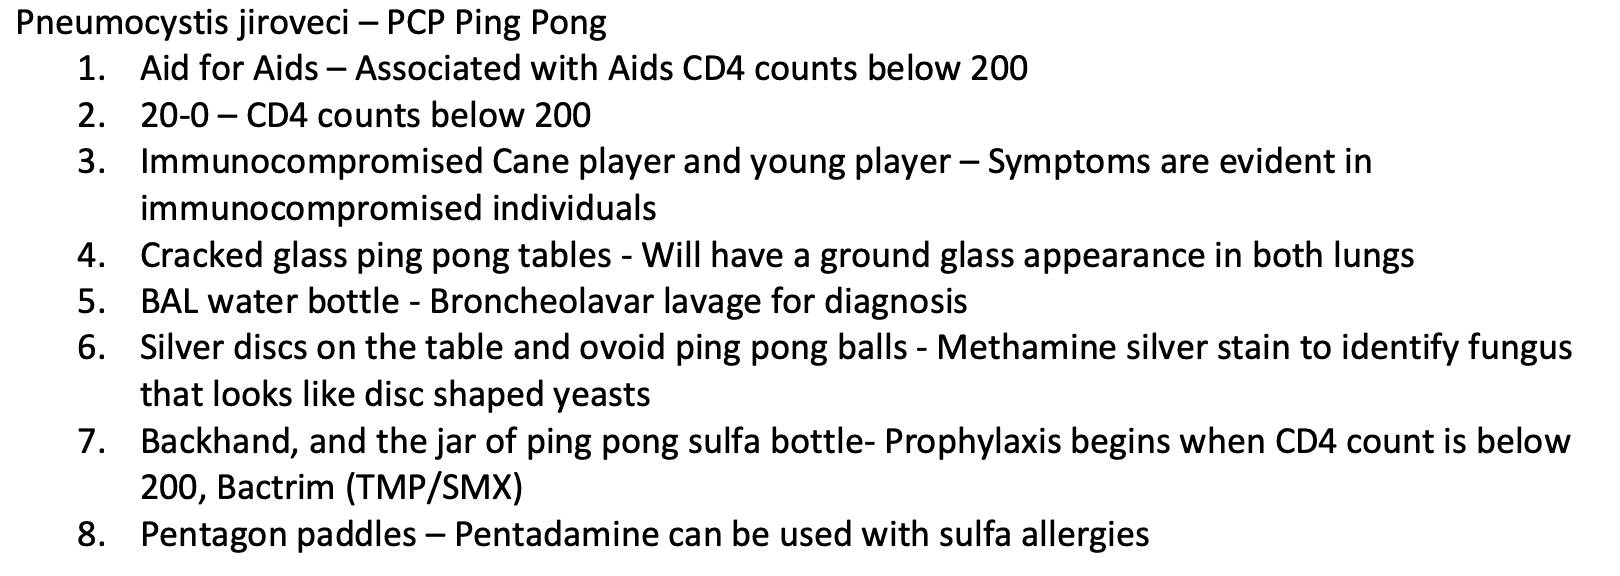 Pneumocystis jiroveci – PCP Ping Pong
1. Aid for Aids – Associated with Aids CD4 counts below 200
2. 20-0 – CD4 counts below 200
3. Immunocompromised Cane player and young player – Symptoms are evident in
immunocompromised individuals
4. Cracked glass ping pong tables - Will have a ground glass appearance in both lungs
5. BAL water bottle - Broncheolavar lavage for diagnosis
6. Silver discs on the table and ovoid ping pong balls - Methamine silver stain to identify fungus
that looks like disc shaped yeasts
7. Backhand, and the jar of ping pong sulfa bottle- Prophylaxis begins when CD4 count is below
200, Bactrim (TMP/SMX)
8. Pentagon paddles – Pentadamine can be used with sulfa allergies